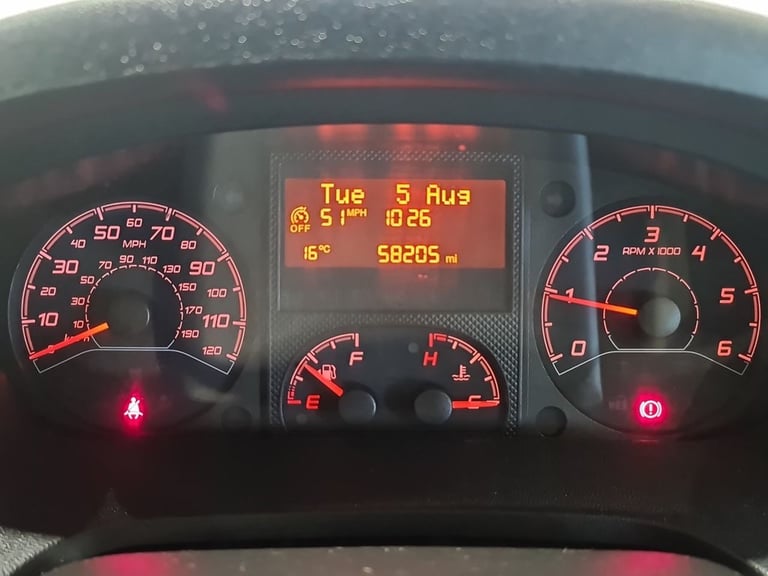 Tue 5 Aug
OFF 51 MPH 10:26
16°C 58205 mi
0 10 20 30 40 50 60 70 80 90 100 110 120
MPH
10 30 50 70 90 110 130 150 170 190
E F
H C
0 1 2 3 4 5 6
RPM X 1000